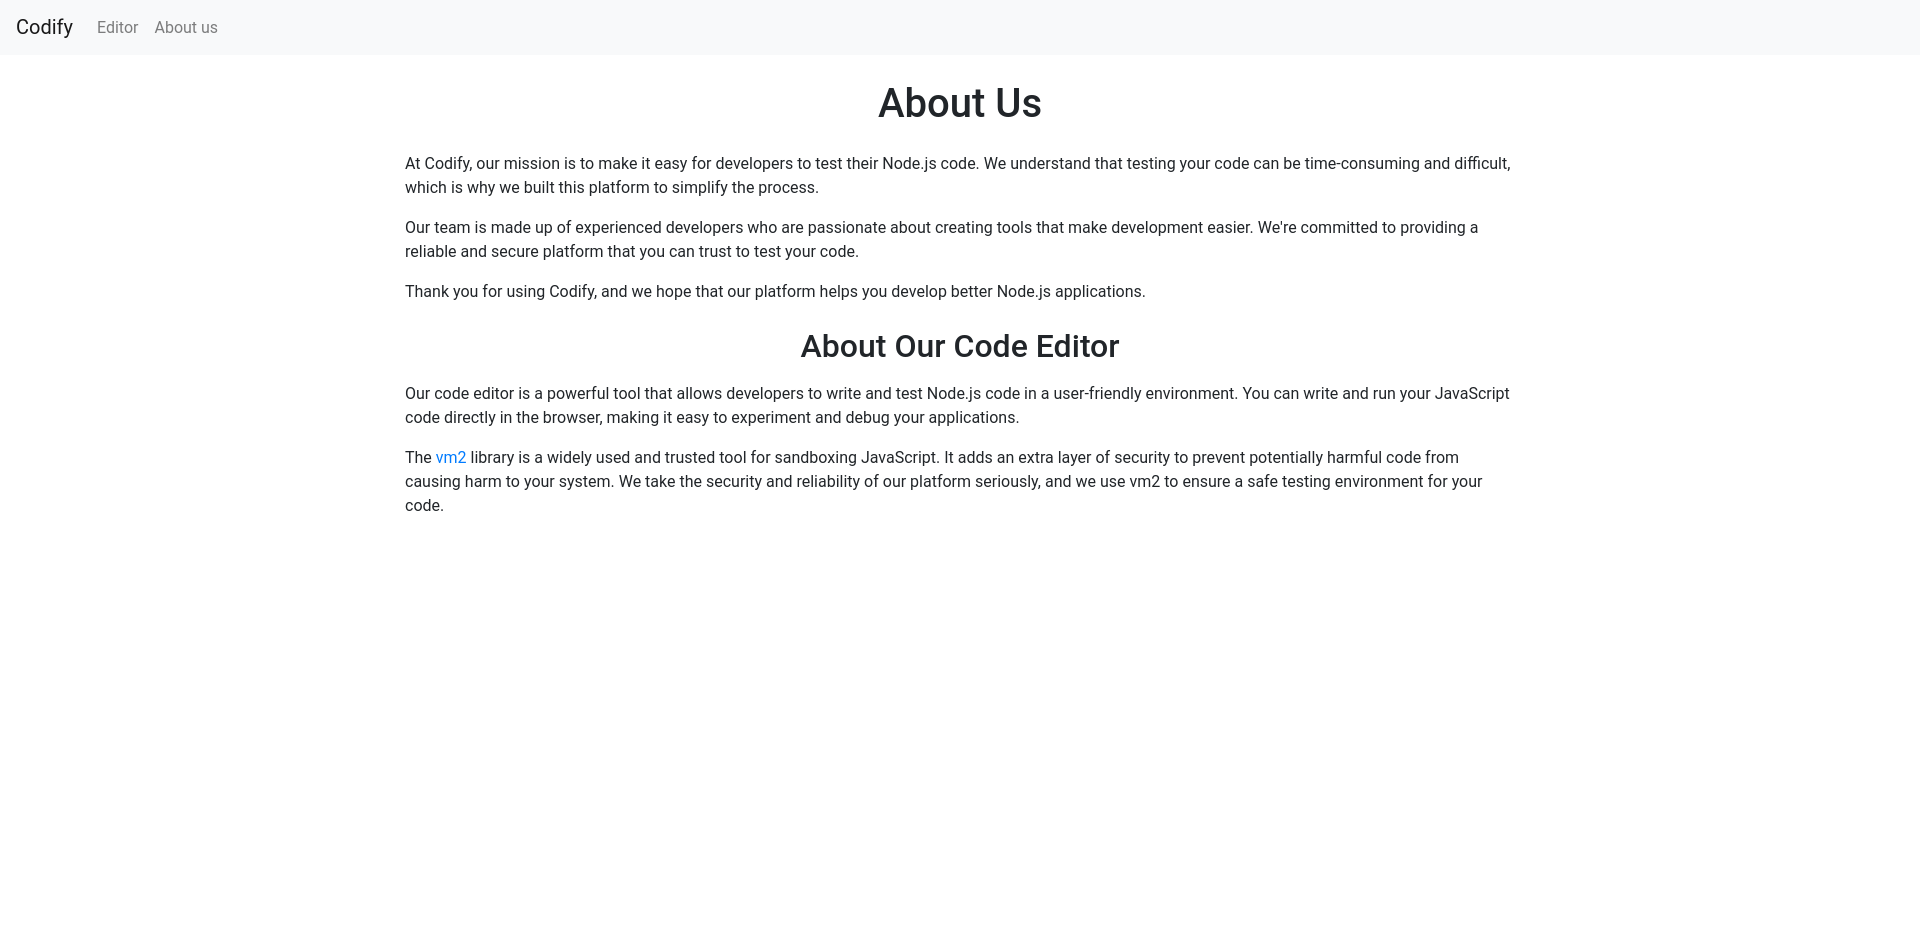 Codify Editor About us
About Us
At Codify, our mission is to make it easy for developers to test their Node.js code. We understand that testing your code can be time-consuming and difficult,
which is why we built this platform to simplify the process.
Our team is made up of experienced developers who are passionate about creating tools that make development easier. We're committed to providing a
reliable and secure platform that you can trust to test your code.
Thank you for using Codify, and we hope that our platform helps you develop better Node.js applications.
About Our Code Editor
Our code editor is a powerful tool that allows developers to write and test Node.js code in a user-friendly environment. You can write and run your JavaScript
code directly in the browser, making it easy to experiment and debug your applications.
The vm2 library is a widely used and trusted tool for sandboxing JavaScript. It adds an extra layer of security to prevent potentially harmful code from
causing harm to your system. We take the security and reliability of our platform seriously, and we use vm2 to ensure a safe testing environment for your
code.